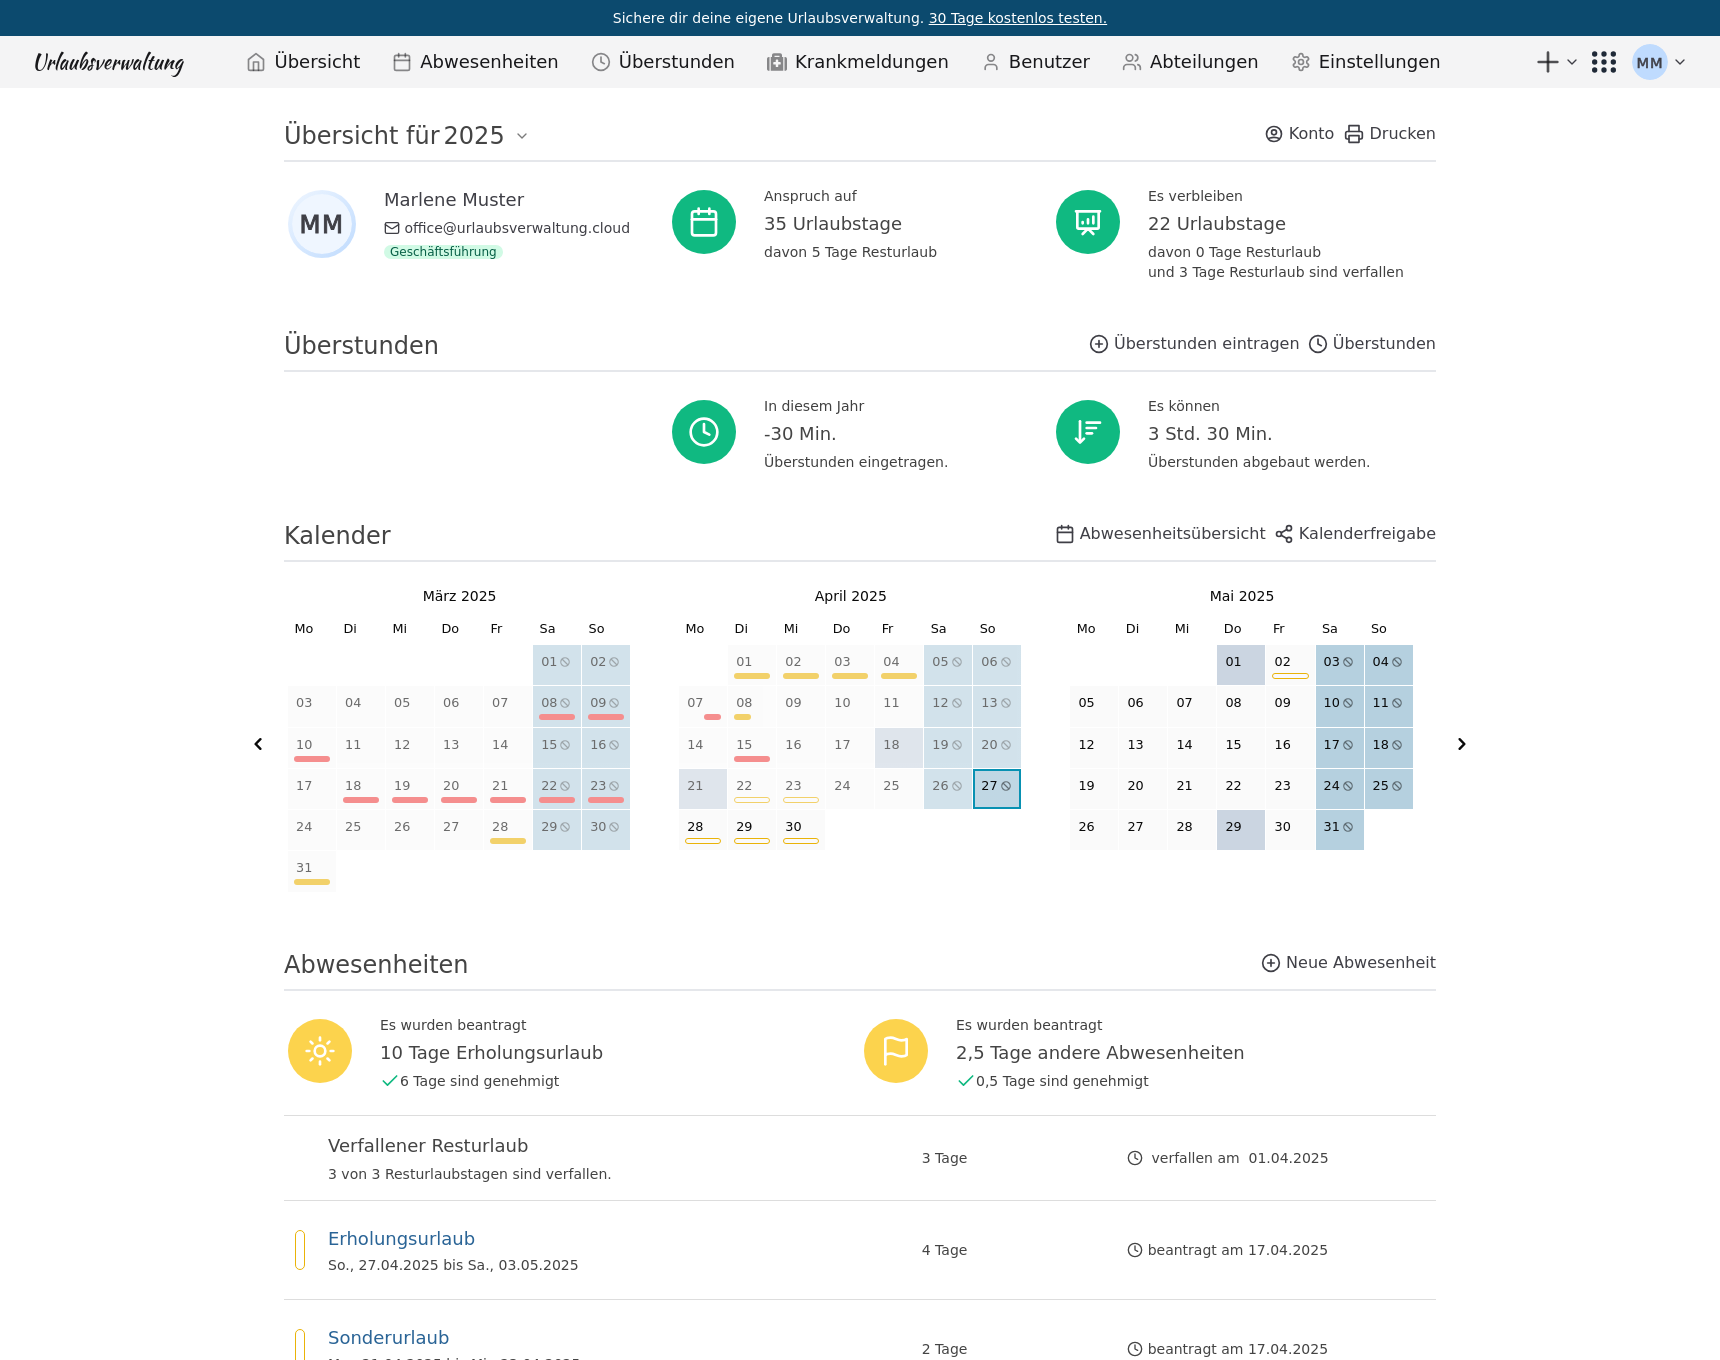 Sichere dir deine eigene Urlaubsverwaltung. 30 Tage kostenlos testen.
Urlaubsverwaltung Übersicht Abwesenheiten Überstunden Krankmeldungen Benutzer Abteilungen Einstellungen MM
Übersicht für 2025 Konto Drucken
MM
Marlene Muster
office@urlaubsverwaltung.cloud
Geschäftsführung
Anspruch auf
35 Urlaubstage
davon 5 Tage Resturlaub
Es verbleiben
22 Urlaubstage
davon 0 Tage Resturlaub
und 3 Tage Resturlaub sind verfallen
Überstunden Überstunden eintragen Überstunden
In diesem Jahr
-30 Min.
Überstunden eingetragen.
Es können
3 Std. 30 Min.
Überstunden abgebaut werden.
Kalender Abwesenheitsübersicht Kalenderfreigabe
März 2025
Mo Di Mi Do Fr Sa So
01 02
03 04 05 06 07 08 09
10 11 12 13 14 15 16
17 18 19 20 21 22 23
24 25 26 27 28 29 30
31
April 2025
Mo Di Mi Do Fr Sa So
01 02 03 04 05 06
07 08 09 10 11 12 13
14 15 16 17 18 19 20
21 22 23 24 25 26 27
28 29 30
Mai 2025
Mo Di Mi Do Fr Sa So
01 02 03 04
05 06 07 08 09 10 11
12 13 14 15 16 17 18
19 20 21 22 23 24 25
26 27 28 29 30 31
Abwesenheiten Neue Abwesenheit
Es wurden beantragt
10 Tage Erholungsurlaub
6 Tage sind genehmigt
Es wurden beantragt
2,5 Tage andere Abwesenheiten
0,5 Tage sind genehmigt
Verfallener Resturlaub
3 von 3 Resturlaubstagen sind verfallen.
3 Tage
verfallen am 01.04.2025
Erholungsurlaub
So., 27.04.2025 bis Sa., 03.05.2025
4 Tage
beantragt am 17.04.2025
Sonderurlaub
2 Tage
beantragt am 17.04.2025